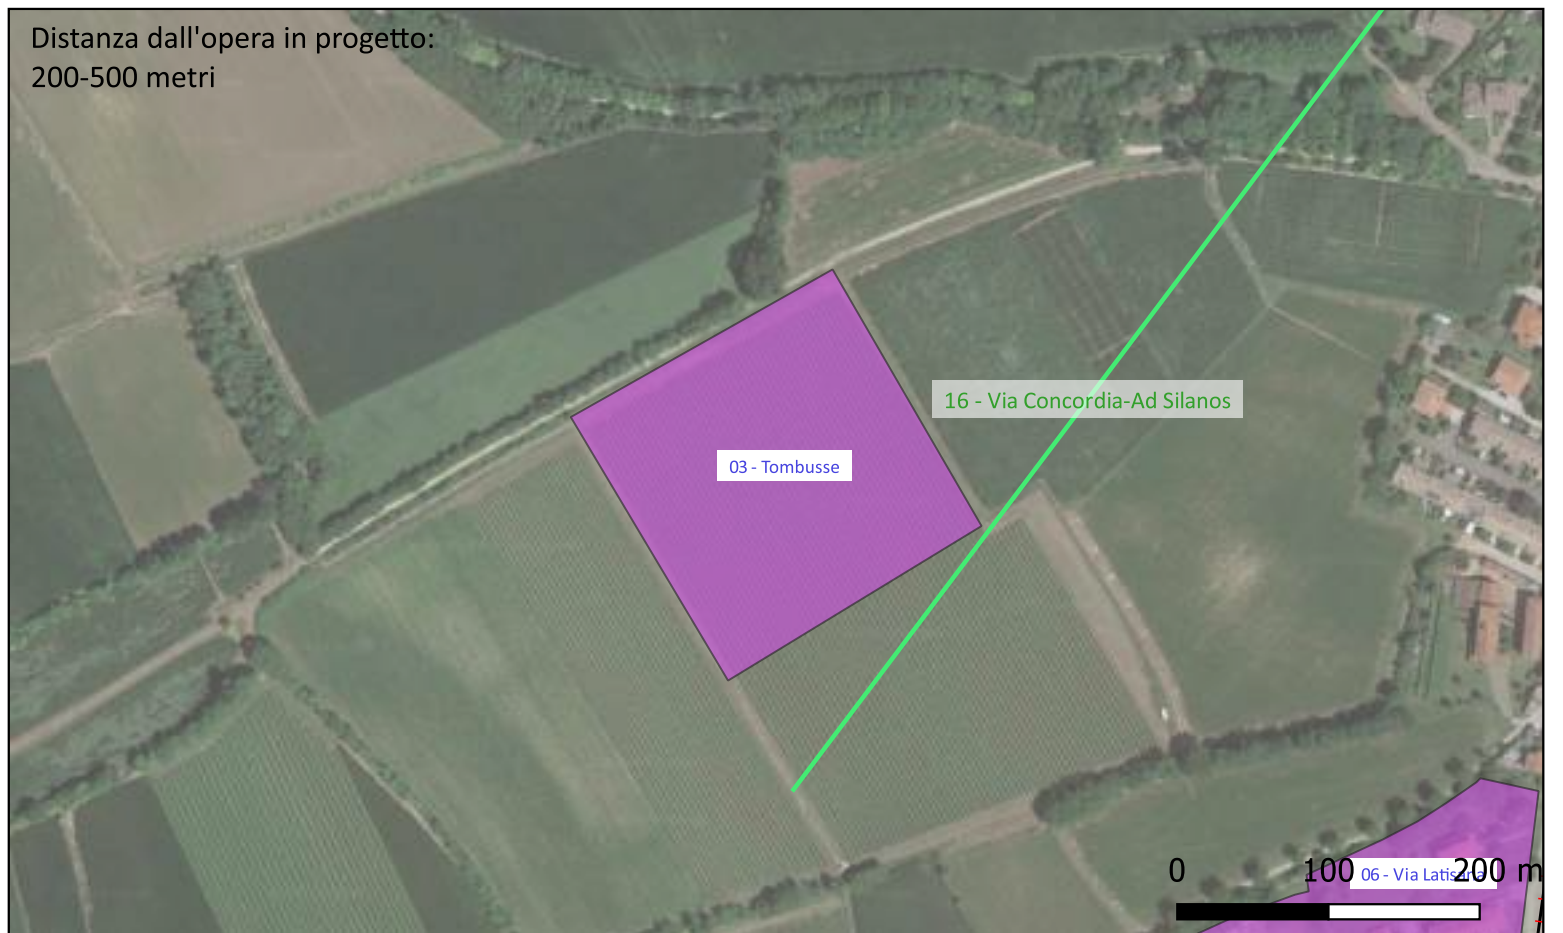 Distanza dall'opera in progetto:
200-500 metri
16 - Via Concordia-Ad Silanos
03 - Tombusse
0 100 200 m
06 - Via Latisana